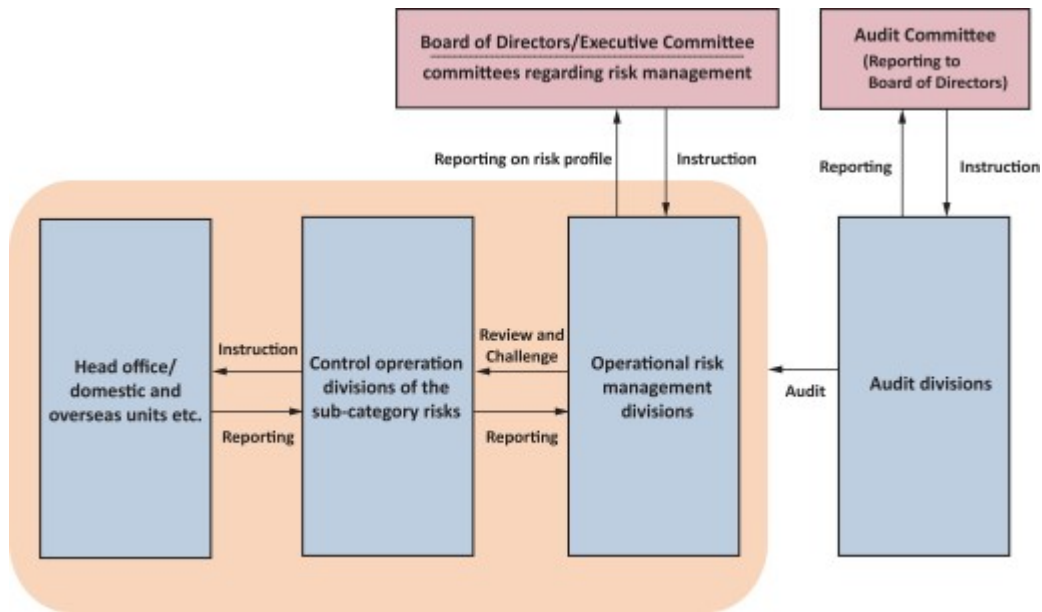 Board of Directors/Executive Committee
committees regarding risk management
Audit Committee
(Reporting to
Board of Directors)
Reporting on risk profile
Instruction
Reporting
Instruction
Head office/
domestic and
overseas units etc.
Instruction
Reporting
Control opreration
divisions of the
sub-category risks
Review and
Challenge
Reporting
Operational risk
management
divisions
Audit
Audit divisions